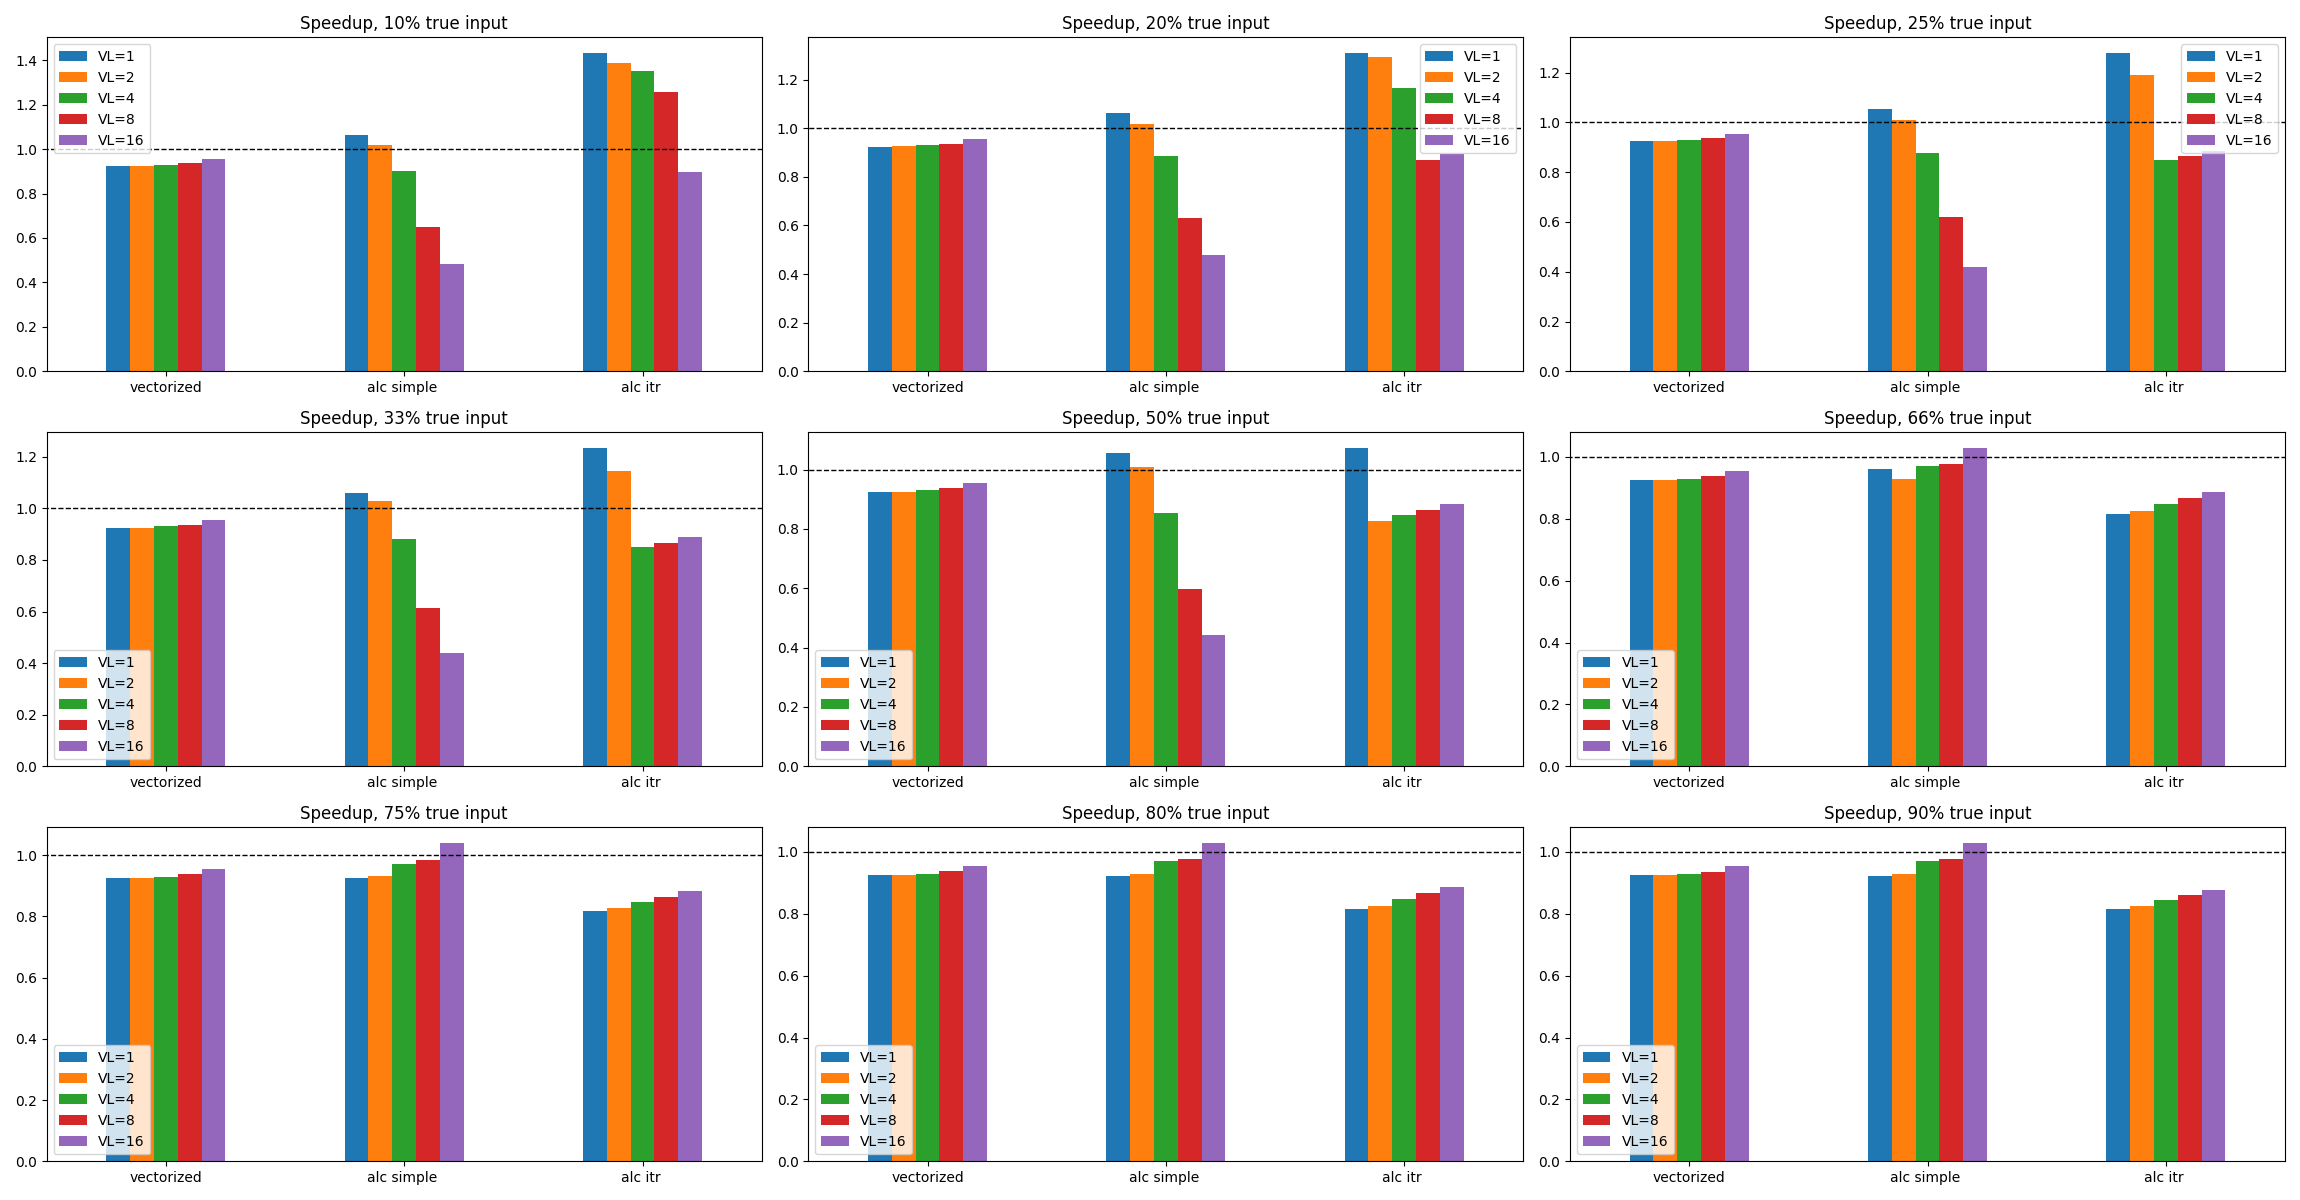 Speedup, 10% true input
1.4
1.2
1.0
0.8
0.6
0.4
0.2
0.0
VL=1
VL=2
VL=4
VL=8
VL=16
vectorized
alc simple
alc itr
Speedup, 20% true input
1.2
1.0
0.8
0.6
0.4
0.2
0.0
VL=1
VL=2
VL=4
VL=8
VL=16
vectorized
alc simple
alc itr
Speedup, 25% true input
1.2
1.0
0.8
0.6
0.4
0.2
0.0
VL=1
VL=2
VL=4
VL=8
VL=16
vectorized
alc simple
alc itr
Speedup, 33% true input
1.2
1.0
0.8
0.6
0.4
0.2
0.0
VL=1
VL=2
VL=4
VL=8
VL=16
vectorized
alc simple
alc itr
Speedup, 50% true input
1.0
0.8
0.6
0.4
0.2
0.0
VL=1
VL=2
VL=4
VL=8
VL=16
vectorized
alc simple
alc itr
Speedup, 66% true input
1.0
0.8
0.6
0.4
0.2
0.0
VL=1
VL=2
VL=4
VL=8
VL=16
vectorized
alc simple
alc itr
Speedup, 75% true input
1.0
0.8
0.6
0.4
0.2
0.0
VL=1
VL=2
VL=4
VL=8
VL=16
vectorized
alc simple
alc itr
Speedup, 80% true input
1.0
0.8
0.6
0.4
0.2
0.0
VL=1
VL=2
VL=4
VL=8
VL=16
vectorized
alc simple
alc itr
Speedup, 90% true input
1.0
0.8
0.6
0.4
0.2
0.0
VL=1
VL=2
VL=4
VL=8
VL=16
vectorized
alc simple
alc itr